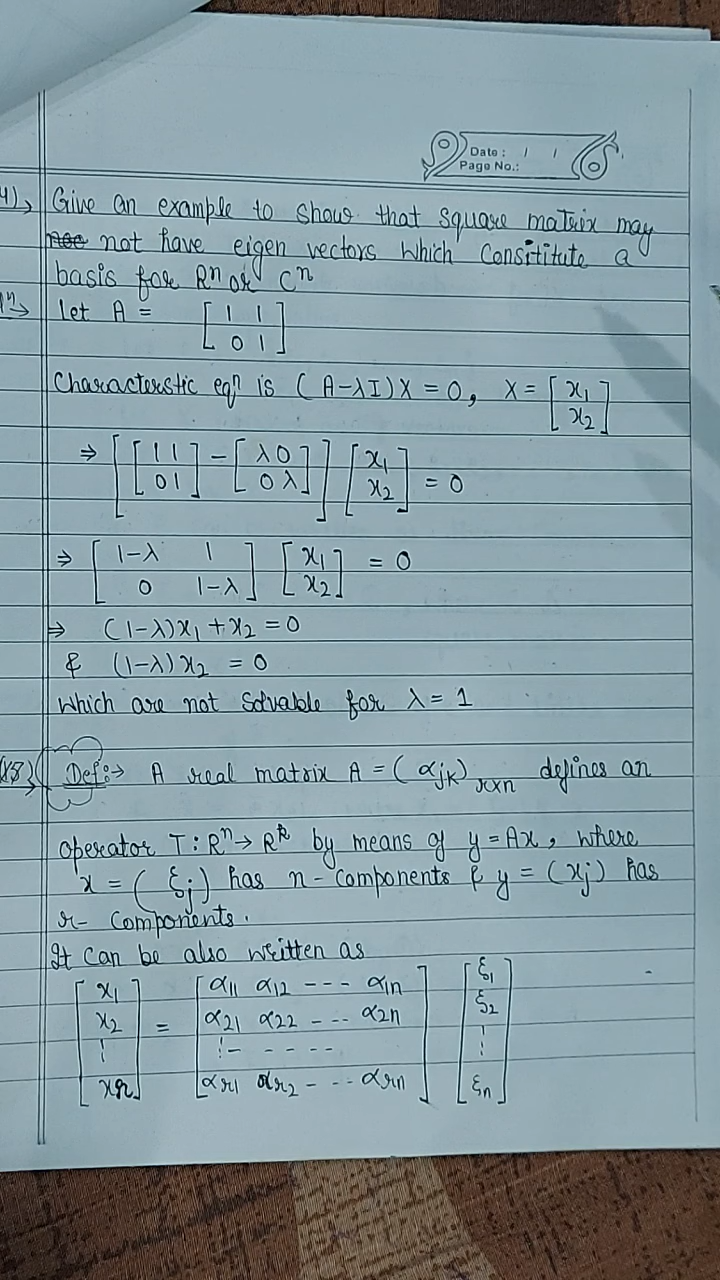 Date : / /
Page No.:
4) → Give an example to show that square matrix may
not have eigen vectors which consititute a
basis for Rⁿ or Cⁿ
Let A = [1 1; 0 1]
Characterstic eqⁿ is (A-λI)X = 0, X = [x₁; x₂]
⇒ [[1 1; 0 1] - [λ 0; 0 λ]] [x₁; x₂] = 0
⇒ [1-λ 1; 0 1-λ] [x₁; x₂] = 0
⇒ (1-λ)x₁ + x₂ = 0
& (1-λ)x₂ = 0
which are not solvable for λ = 1
Def:→ A real matrix A = (αjk)r×n defines an
operator T : Rⁿ → Rʳ by means of y = Ax, where
x = (ξj) has n-components & y = (xj) has
r- components.
It can be also written as
[x₁; x₂; ⋮; xr] = [α₁₁ α₁₂ --- α₁n; α₂₁ α₂₂ --- α₂n; ⋮- - - - -; αr₁ αr₂ - -- αrn] [ξ₁; ξ₂; ⋮; ξn]